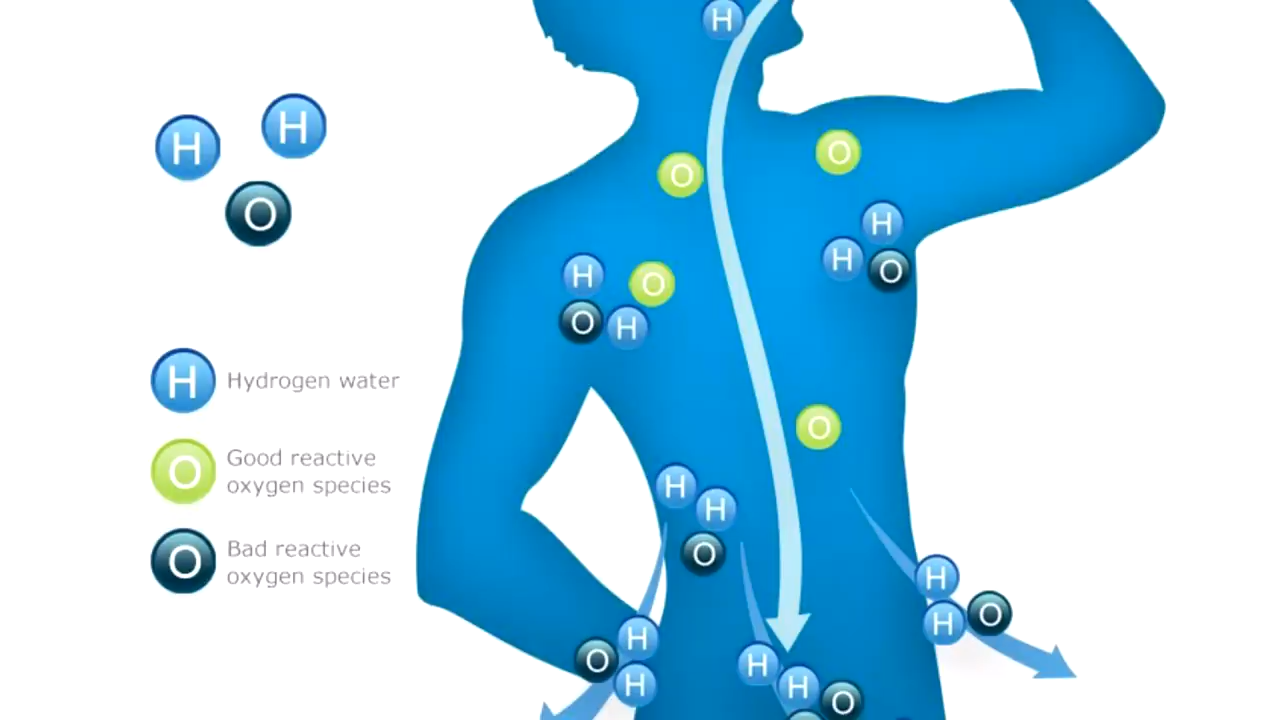 H
H H
O
O
O
H
H O
H O
O H
O
H Hydrogen water
O Good reactive
oxygen species
O Bad reactive
oxygen species
H H
O
H
H O
O H
H
H H O